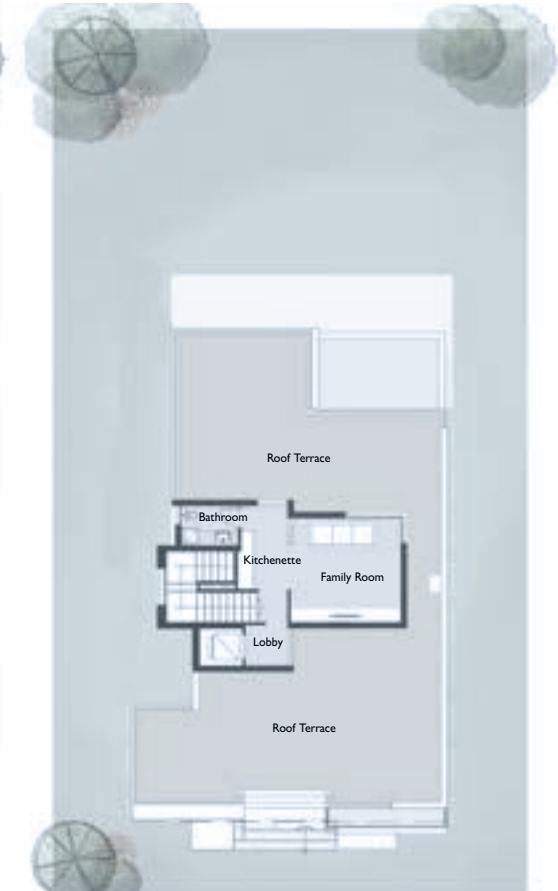 Roof Terrace
Bathroom
Kitchenette
Family Room
Lobby
Roof Terrace